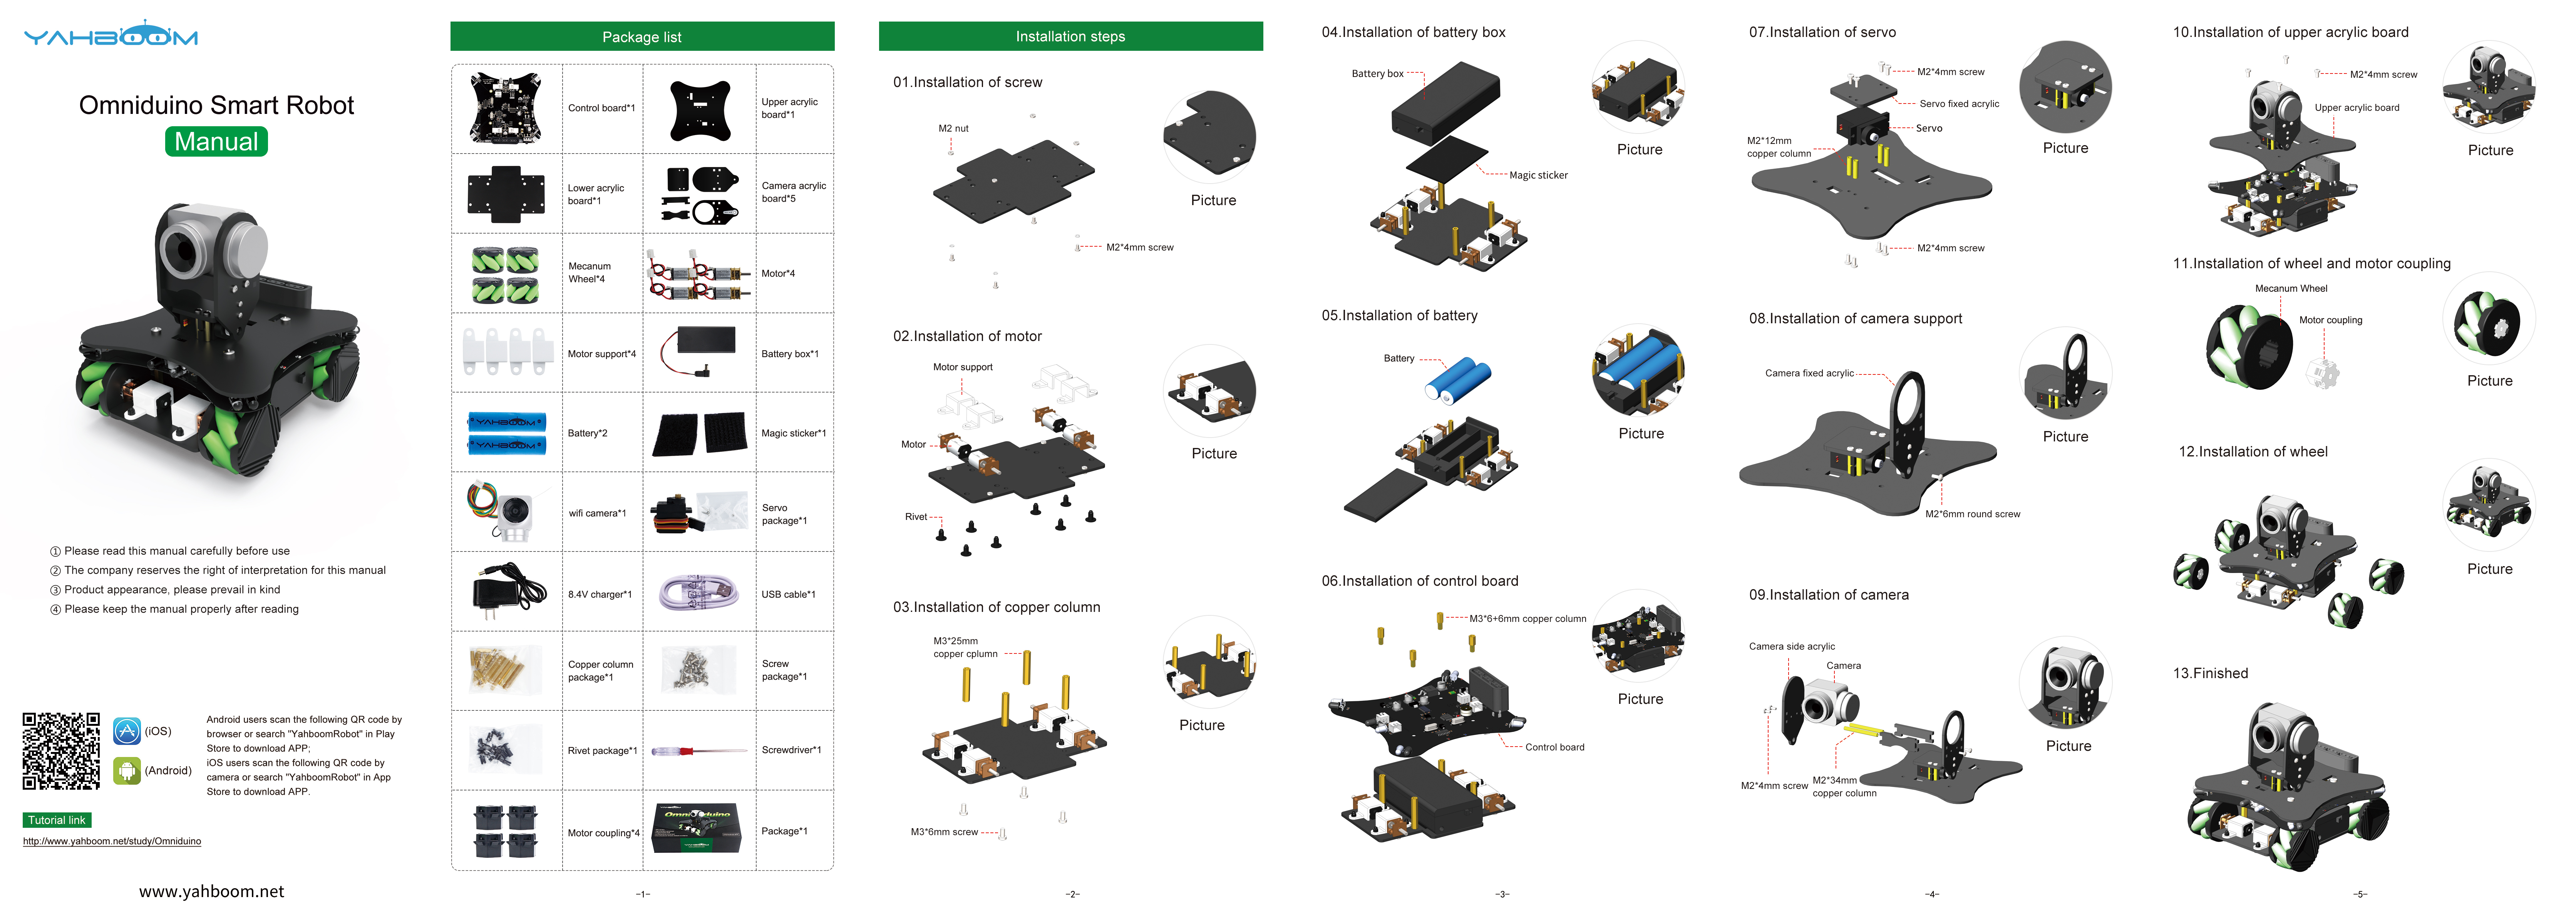 YAHBOOM
Omniduino Smart Robot
Manual
① Please read this manual carefully before use
② The company reserves the right of interpretation for this manual
③ Product appearance, please prevail in kind
④ Please keep the manual properly after reading
(iOS)
(Android)
Android users scan the following QR code by
browser or search "YahboomRobot" in Play
Store to download APP;
iOS users scan the following QR code by
camera or search "YahboomRobot" in App
Store to download APP.
Tutorial link
http://www.yahboom.net/study/Omniduino
www.yahboom.net
Package list
Control board*1
Upper acrylic
board*1
Lower acrylic
board*1
Camera acrylic
board*5
Mecanum
Wheel*4
Motor*4
Motor support*4
Battery box*1
YAHBOOM
YAHBOOM
Battery*2
Magic sticker*1
wifi camera*1
Servo
package*1
8.4V charger*1
USB cable*1
Copper column
package*1
Screw
package*1
Rivet package*1
Screwdriver*1
Motor coupling*4
Omniduino
Package*1
-1-
Installation steps
01.Installation of screw
M2 nut
M2*4mm screw
Picture
02.Installation of motor
Motor support
Motor
Rivet
Picture
03.Installation of copper column
M3*25mm
copper cplumn
M3*6mm screw
Picture
-2-
04.Installation of battery box
Battery box
Magic sticker
Picture
05.Installation of battery
Battery
Picture
06.Installation of control board
M3*6+6mm copper column
Control board
Picture
-3-
07.Installation of servo
M2*4mm screw
Servo fixed acrylic
Servo
M2*12mm
copper column
M2*4mm screw
Picture
08.Installation of camera support
Camera fixed acrylic
M2*6mm round screw
Picture
09.Installation of camera
Camera side acrylic
Camera
M2*4mm screw
M2*34mm
copper column
Picture
-4-
10.Installation of upper acrylic board
M2*4mm screw
Upper acrylic board
Picture
11.Installation of wheel and motor coupling
Mecanum Wheel
Motor coupling
Picture
12.Installation of wheel
Picture
13.Finished
-5-